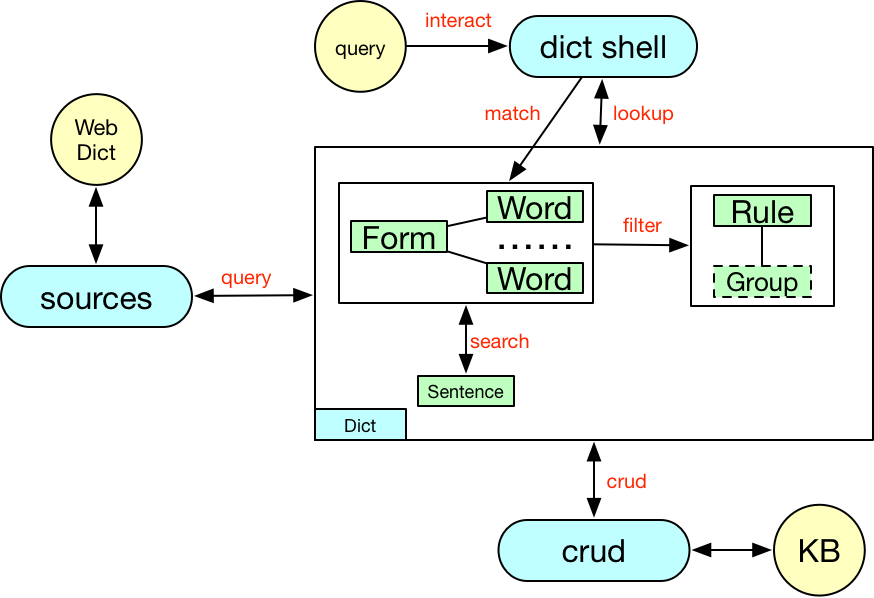 interact
query
dict shell
match
lookup
Web
Dict
Form
Word
......
Word
filter
Rule
Group
sources
query
search
Sentence
Dict
crud
crud
KB